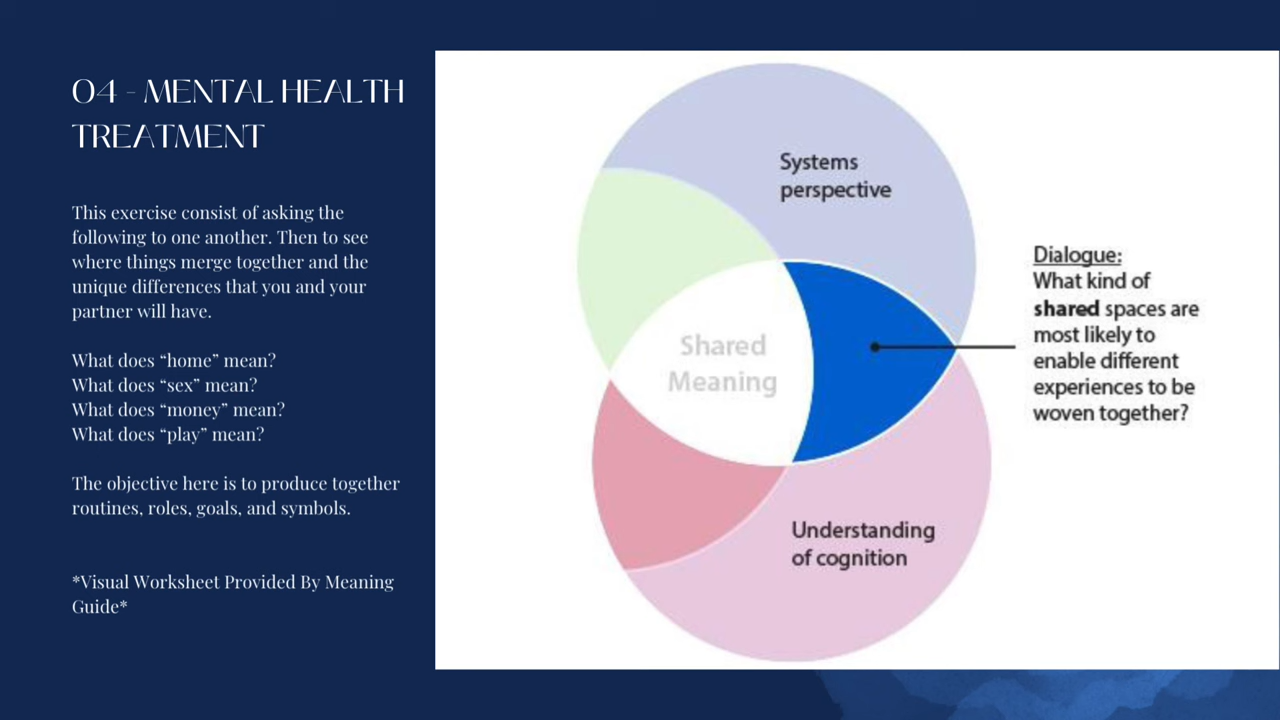 04 - MENTAL HEALTH
TREATMENT
This exercise consist of asking the
following to one another. Then to see
where things merge together and the
unique differences that you and your
partner will have.
What does “home” mean?
What does “sex” mean?
What does “money” mean?
What does “play” mean?
The objective here is to produce together
routines, roles, goals, and symbols.
*Visual Worksheet Provided By Meaning
Guide*
Systems
perspective
Shared
Meaning
Understanding
of cognition
Dialogue:
What kind of
shared spaces are
most likely to
enable different
experiences to be
woven together?